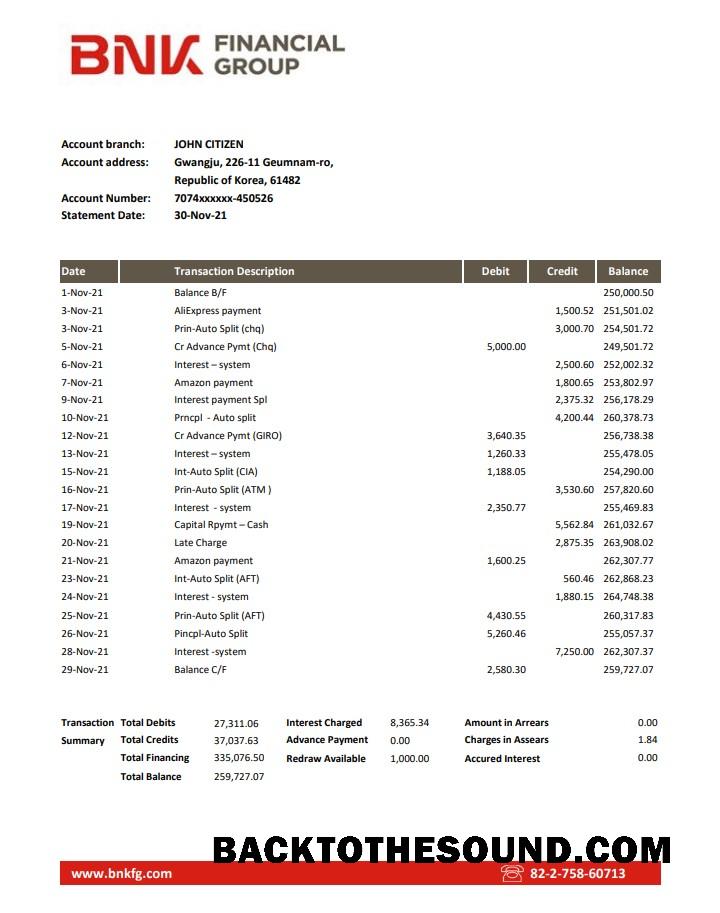 BNK FINANCIAL
GROUP
Account branch: JOHN CITIZEN
Account address: Gwangju, 226-11 Geumnam-ro,
Republic of Korea, 61482
Account Number: 7074xxxxxx-450526
Statement Date: 30-Nov-21
Date Transaction Description Debit Credit Balance
1-Nov-21 Balance B/F 250,000.50
3-Nov-21 AliExpress payment 1,500.52 251,501.02
3-Nov-21 Prin-Auto Split (chq) 3,000.70 254,501.72
5-Nov-21 Cr Advance Pymt (Chq) 5,000.00 249,501.72
6-Nov-21 Interest – system 2,500.60 252,002.32
7-Nov-21 Amazon payment 1,800.65 253,802.97
9-Nov-21 Interest payment Spl 2,375.32 256,178.29
10-Nov-21 Prncpl - Auto split 4,200.44 260,378.73
12-Nov-21 Cr Advance Pymt (GIRO) 3,640.35 256,738.38
13-Nov-21 Interest – system 1,260.33 255,478.05
15-Nov-21 Int-Auto Split (CIA) 1,188.05 254,290.00
16-Nov-21 Prin-Auto Split (ATM ) 3,530.60 257,820.60
17-Nov-21 Interest - system 2,350.77 255,469.83
19-Nov-21 Capital Rpymt – Cash 5,562.84 261,032.67
20-Nov-21 Late Charge 2,875.35 263,908.02
21-Nov-21 Amazon payment 1,600.25 262,307.77
23-Nov-21 Int-Auto Split (AFT) 560.46 262,868.23
24-Nov-21 Interest - system 1,880.15 264,748.38
25-Nov-21 Prin-Auto Split (AFT) 4,430.55 260,317.83
26-Nov-21 Pincpl-Auto Split 5,260.46 255,057.37
28-Nov-21 Interest -system 7,250.00 262,307.37
29-Nov-21 Balance C/F 2,580.30 259,727.07
Transaction Total Debits 27,311.06 Interest Charged 8,365.34 Amount in Arrears 0.00
Summary Total Credits 37,037.63 Advance Payment 0.00 Charges in Assears 1.84
Total Financing 335,076.50 Redraw Available 1,000.00 Accured Interest 0.00
Total Balance 259,727.07
BACKTOTHESOUND.COM
www.bnkfg.com 82-2-758-60713